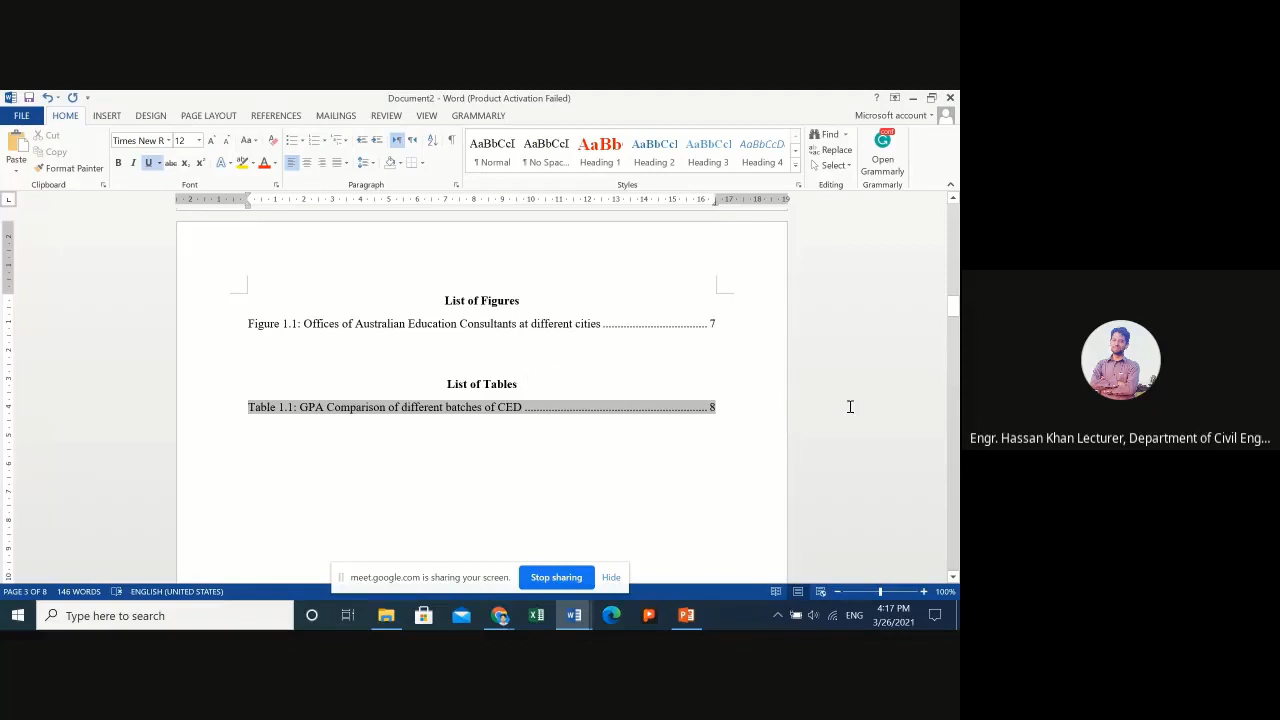 Document2 - Word (Product Activation Failed)
FILE HOME INSERT DESIGN PAGE LAYOUT REFERENCES MAILINGS REVIEW VIEW GRAMMARLY Microsoft account
Paste
Cut
Copy
Format Painter
Clipboard
Times New R 12
Font
Paragraph
AaBbCcI AaBbCcI AaBb( AaBbCcI AaBbCcI AaBbCcD
¶ Normal ¶ No Spac... Heading 1 Heading 2 Heading 3 Heading 4
Styles
Find
Replace
Select
Editing
conf
Open
Grammarly
Grammarly
List of Figures
Figure 1.1: Offices of Australian Education Consultants at different cities 7
List of Tables
Table 1.1: GPA Comparison of different batches of CED 8
meet.google.com is sharing your screen. Stop sharing Hide
PAGE 3 OF 8 146 WORDS ENGLISH (UNITED STATES) 100%
Type here to search
ENG
4:17 PM
3/26/2021
Engr. Hassan Khan Lecturer, Department of Civil Eng...